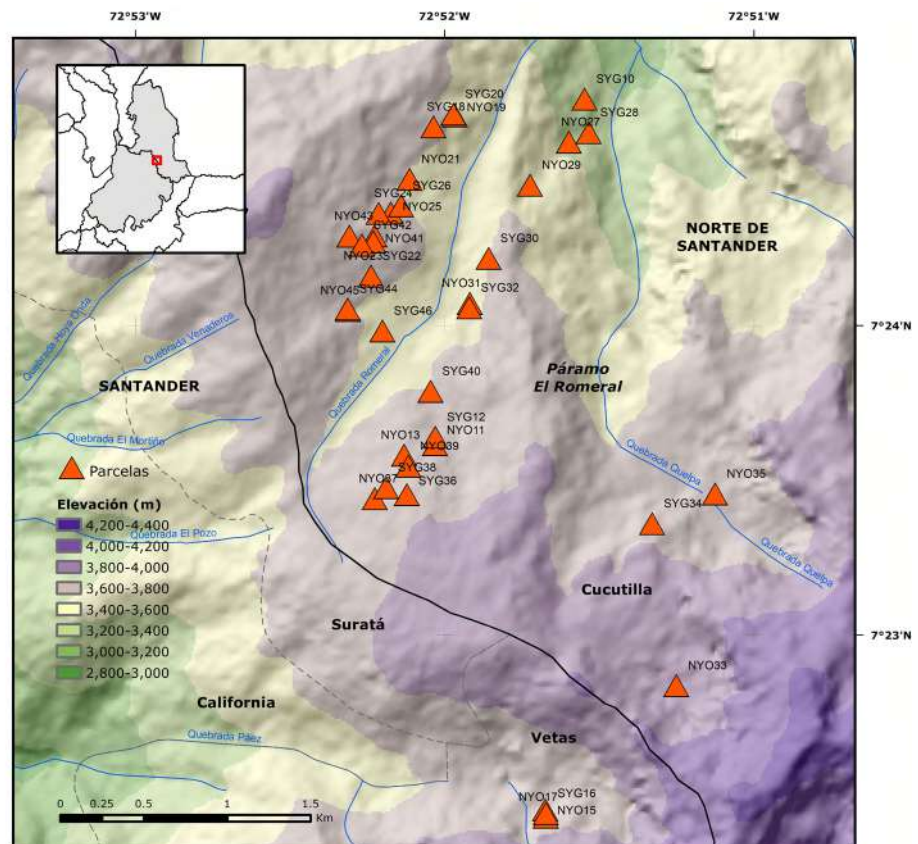 72°53'W
72°52'W
72°51'W
SYG10
SYG20
SYG18
NYO19
SYG28
NYO27
NYO21
NYO29
SYG26
SYG24
NYO25
NYO43
SYG42
NYO41
NORTE DE
SANTANDER
SYG30
NYO23
SYG22
NYO45
SYG44
NYO31
SYG32
SYG46
7°24'N
Quebrada Hoya Onda
Quebrada Venaderos
Quebrada Romeral
SANTANDER
SYG40
Páramo
El Romeral
SYG12
NYO11
Quebrada El Mortiño
NYO13
NYO39
Parcelas
SYG38
NYO37
SYG36
Quebrada Quelpa
NYO35
SYG34
Elevación (m)
4,200-4,400
4,000-4,200
3,800-4,000
3,600-3,800
3,400-3,600
3,200-3,400
3,000-3,200
2,800-3,000
Quebrada El Pozo
Quebrada Quelpa
Cucutilla
Suratá
7°23'N
NYO33
California
Quebrada Páez
Vetas
NYO17
SYG16
NYO15
0 0.25 0.5 1 1.5
Km